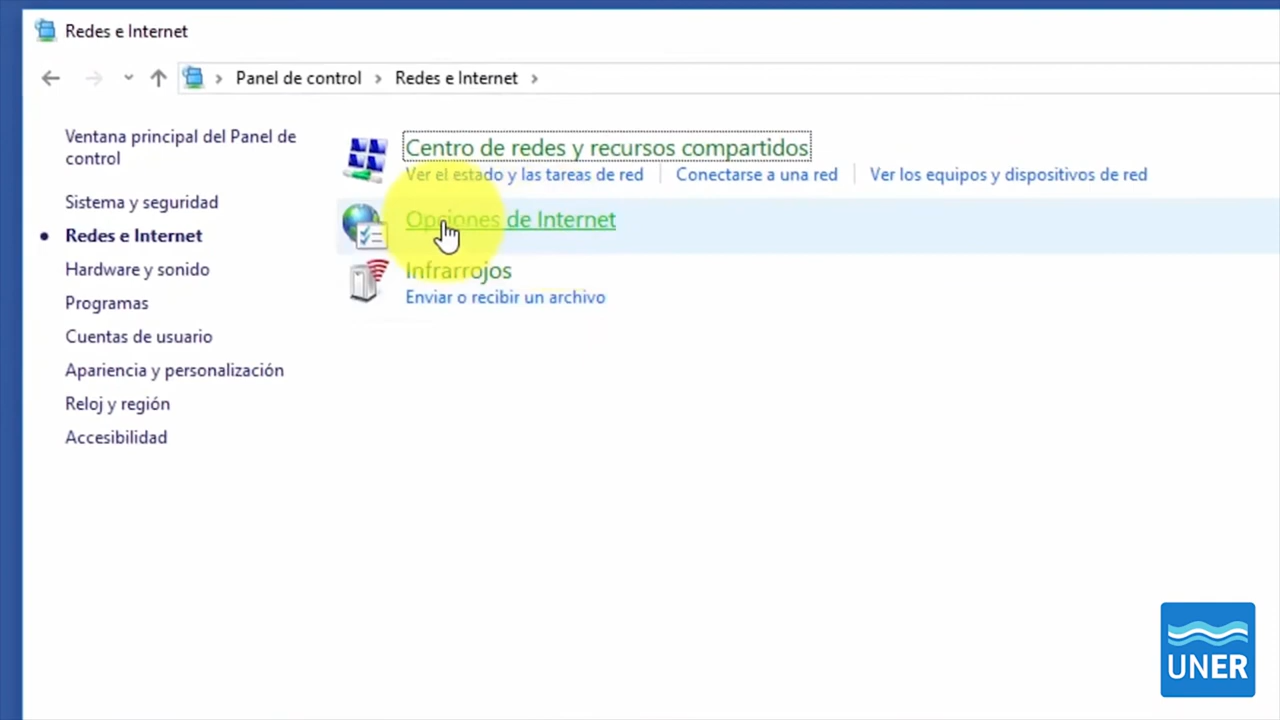 Redes e Internet
Panel de control
Redes e Internet
Ventana principal del Panel de
control
Sistema y seguridad
Redes e Internet
Hardware y sonido
Programas
Cuentas de usuario
Apariencia y personalización
Reloj y región
Accesibilidad
Centro de redes y recursos compartidos
Ver el estado y las tareas de red
Conectarse a una red
Ver los equipos y dispositivos de red
Opciones de Internet
Infrarrojos
Enviar o recibir un archivo
UNER